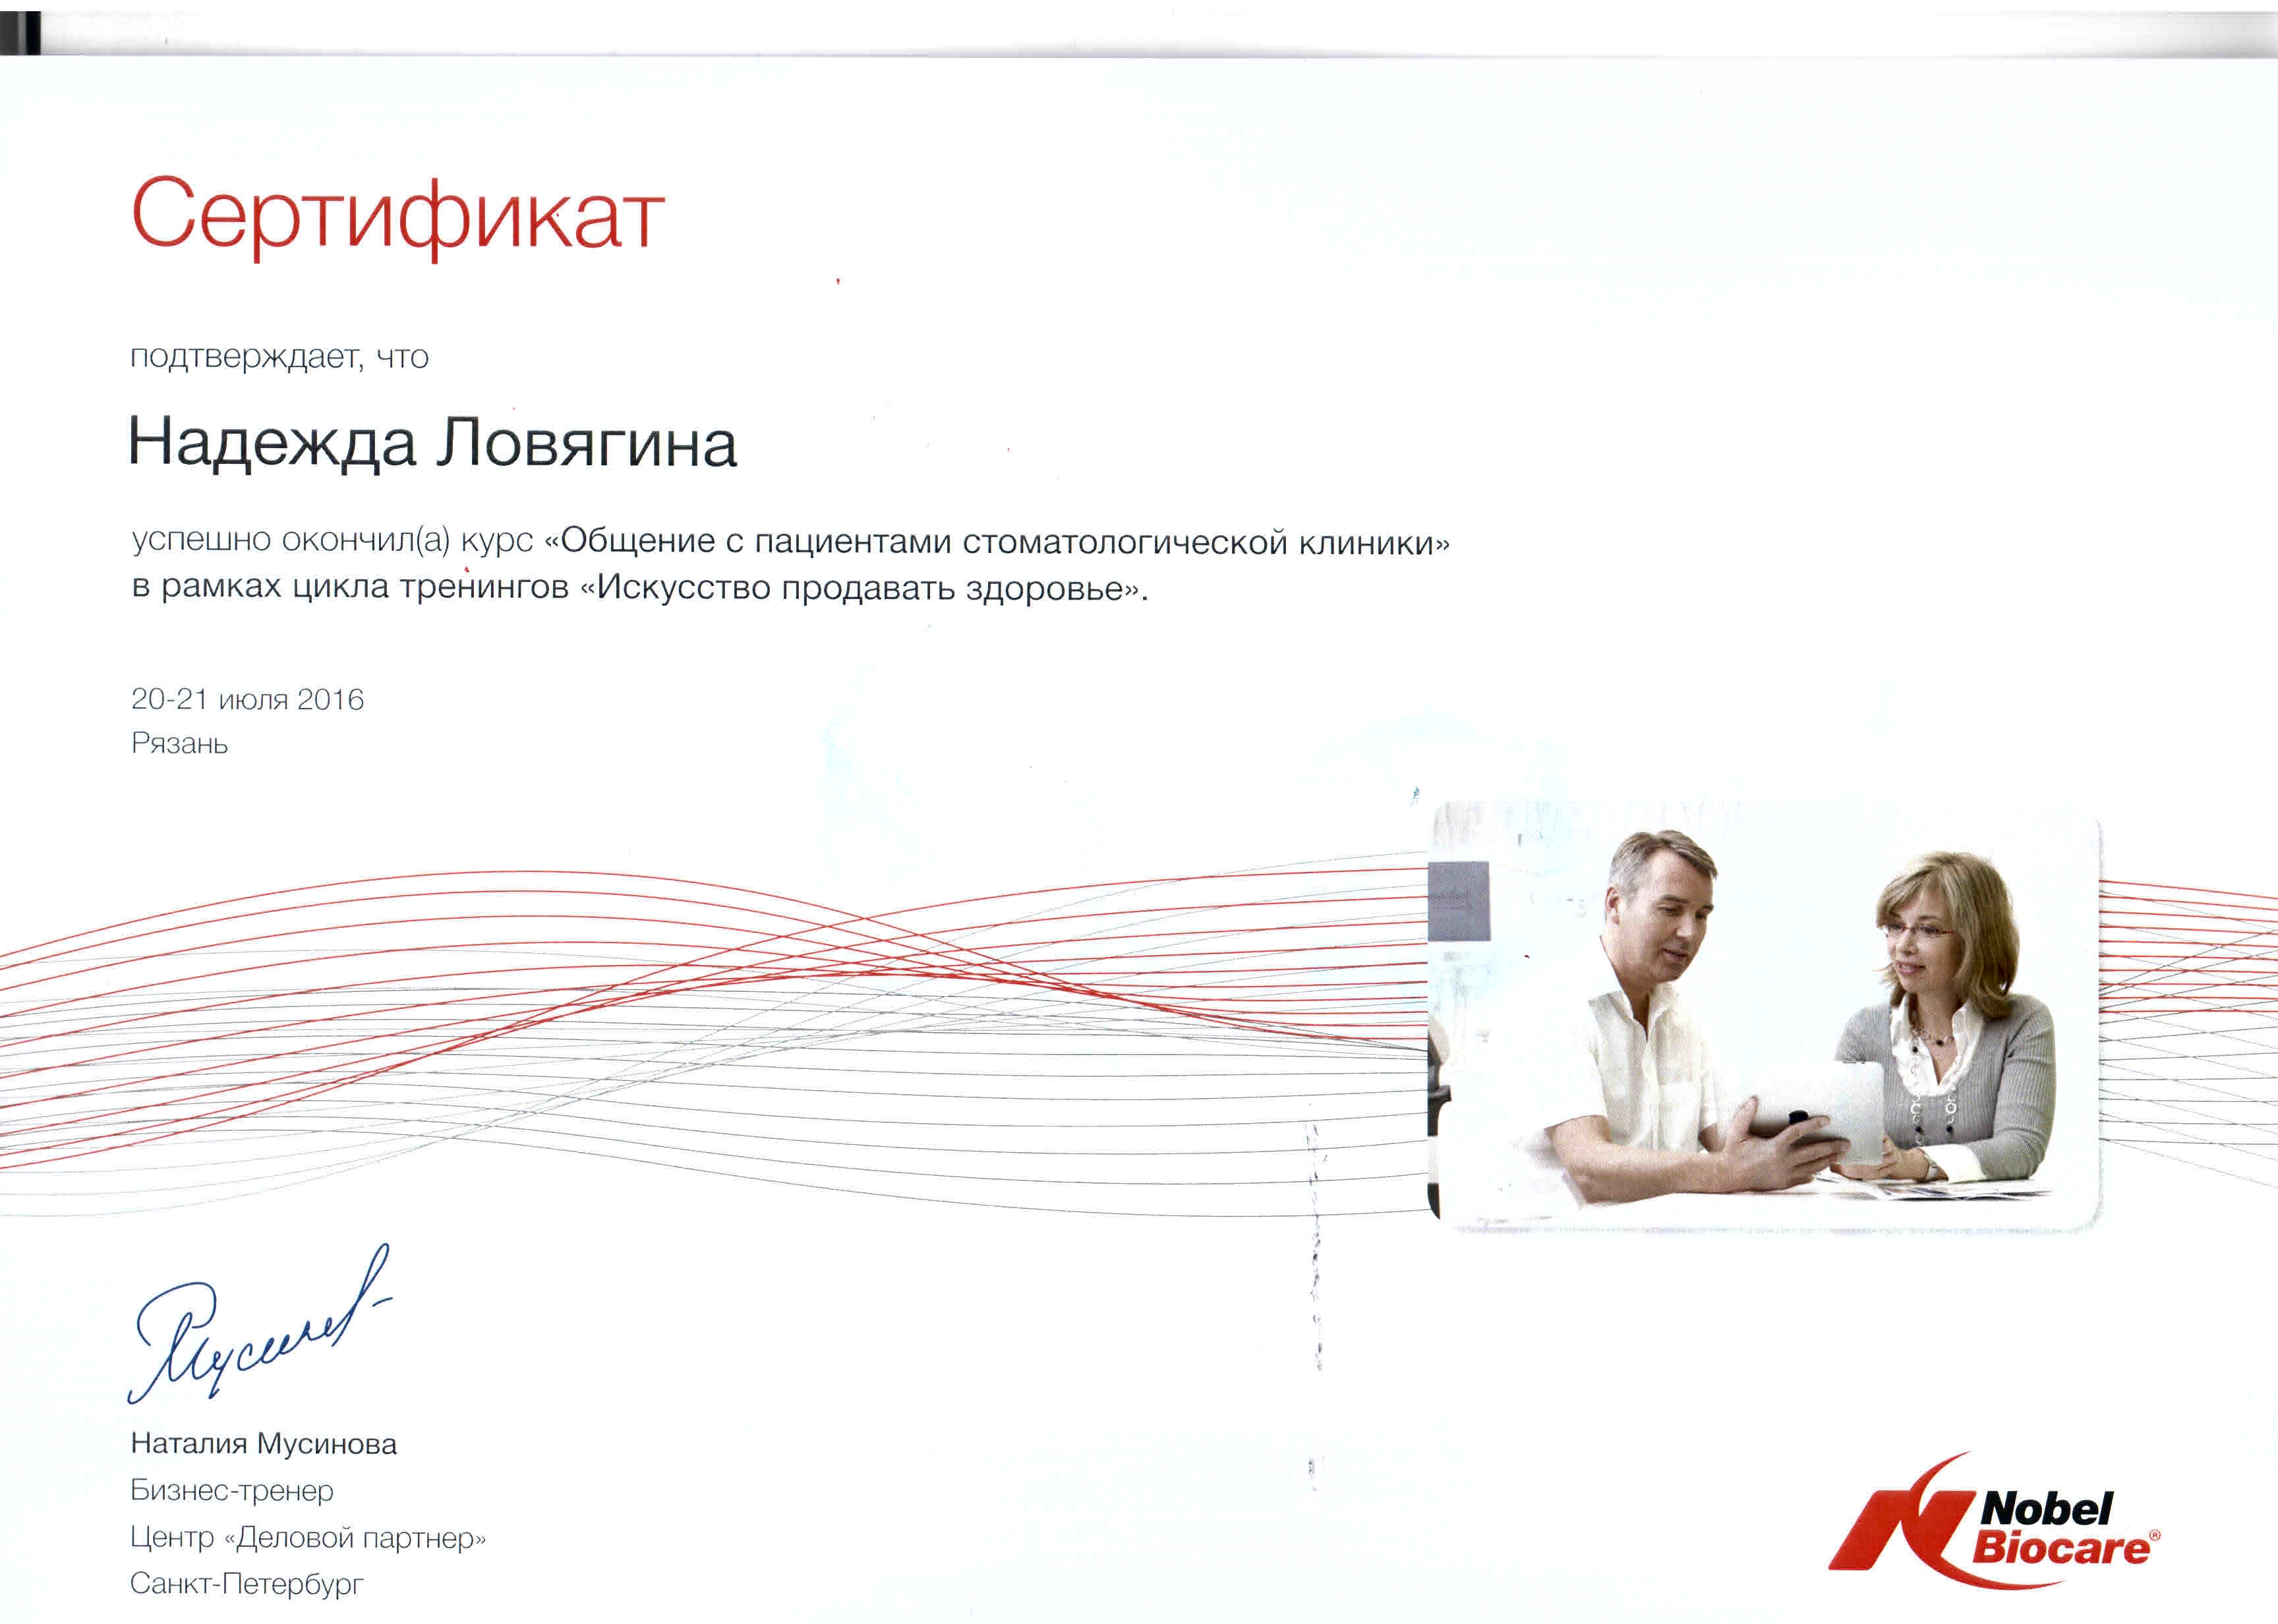 Сертификат
подтверждает, что
Надежда Ловягина
успешно окончил(а) курс «Общение с пациентами стоматологической клиники»
в рамках цикла тренингов «Искусство продавать здоровье».
20-21 июля 2016
Рязань
Наталия Мусинова
Бизнес-тренер
Центр «Деловой партнер»
Санкт-Петербург
Nobel
Biocare®